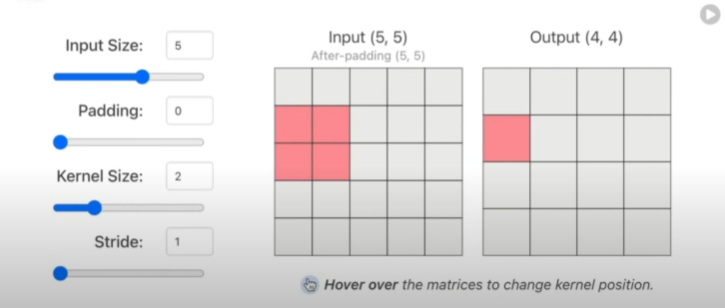 Input Size: 5
Padding: 0
Kernel Size: 2
Stride: 1
Input (5, 5)
After-padding (5, 5)
Output (4, 4)
Hover over the matrices to change kernel position.